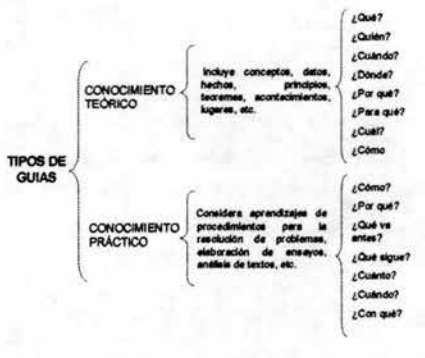 TIPOS DE
GUIAS
CONOCIMIENTO
TEÓRICO
Incluye conceptos, datos,
hechos, principios,
teoremas, acontecimientos,
lugares, etc.
¿Qué?
¿Quién?
¿Cuándo?
¿Dónde?
¿Por qué?
¿Para qué?
¿Cuál?
¿Cómo
CONOCIMIENTO
PRÁCTICO
Considera aprendizajes de
procedimientos para la
resolución de problemas,
elaboración de ensayos,
análisis de textos, etc.
¿Cómo?
¿Por qué?
¿Qué va
antes?
¿Qué sigue?
¿Cuánto?
¿Cuándo?
¿Con qué?